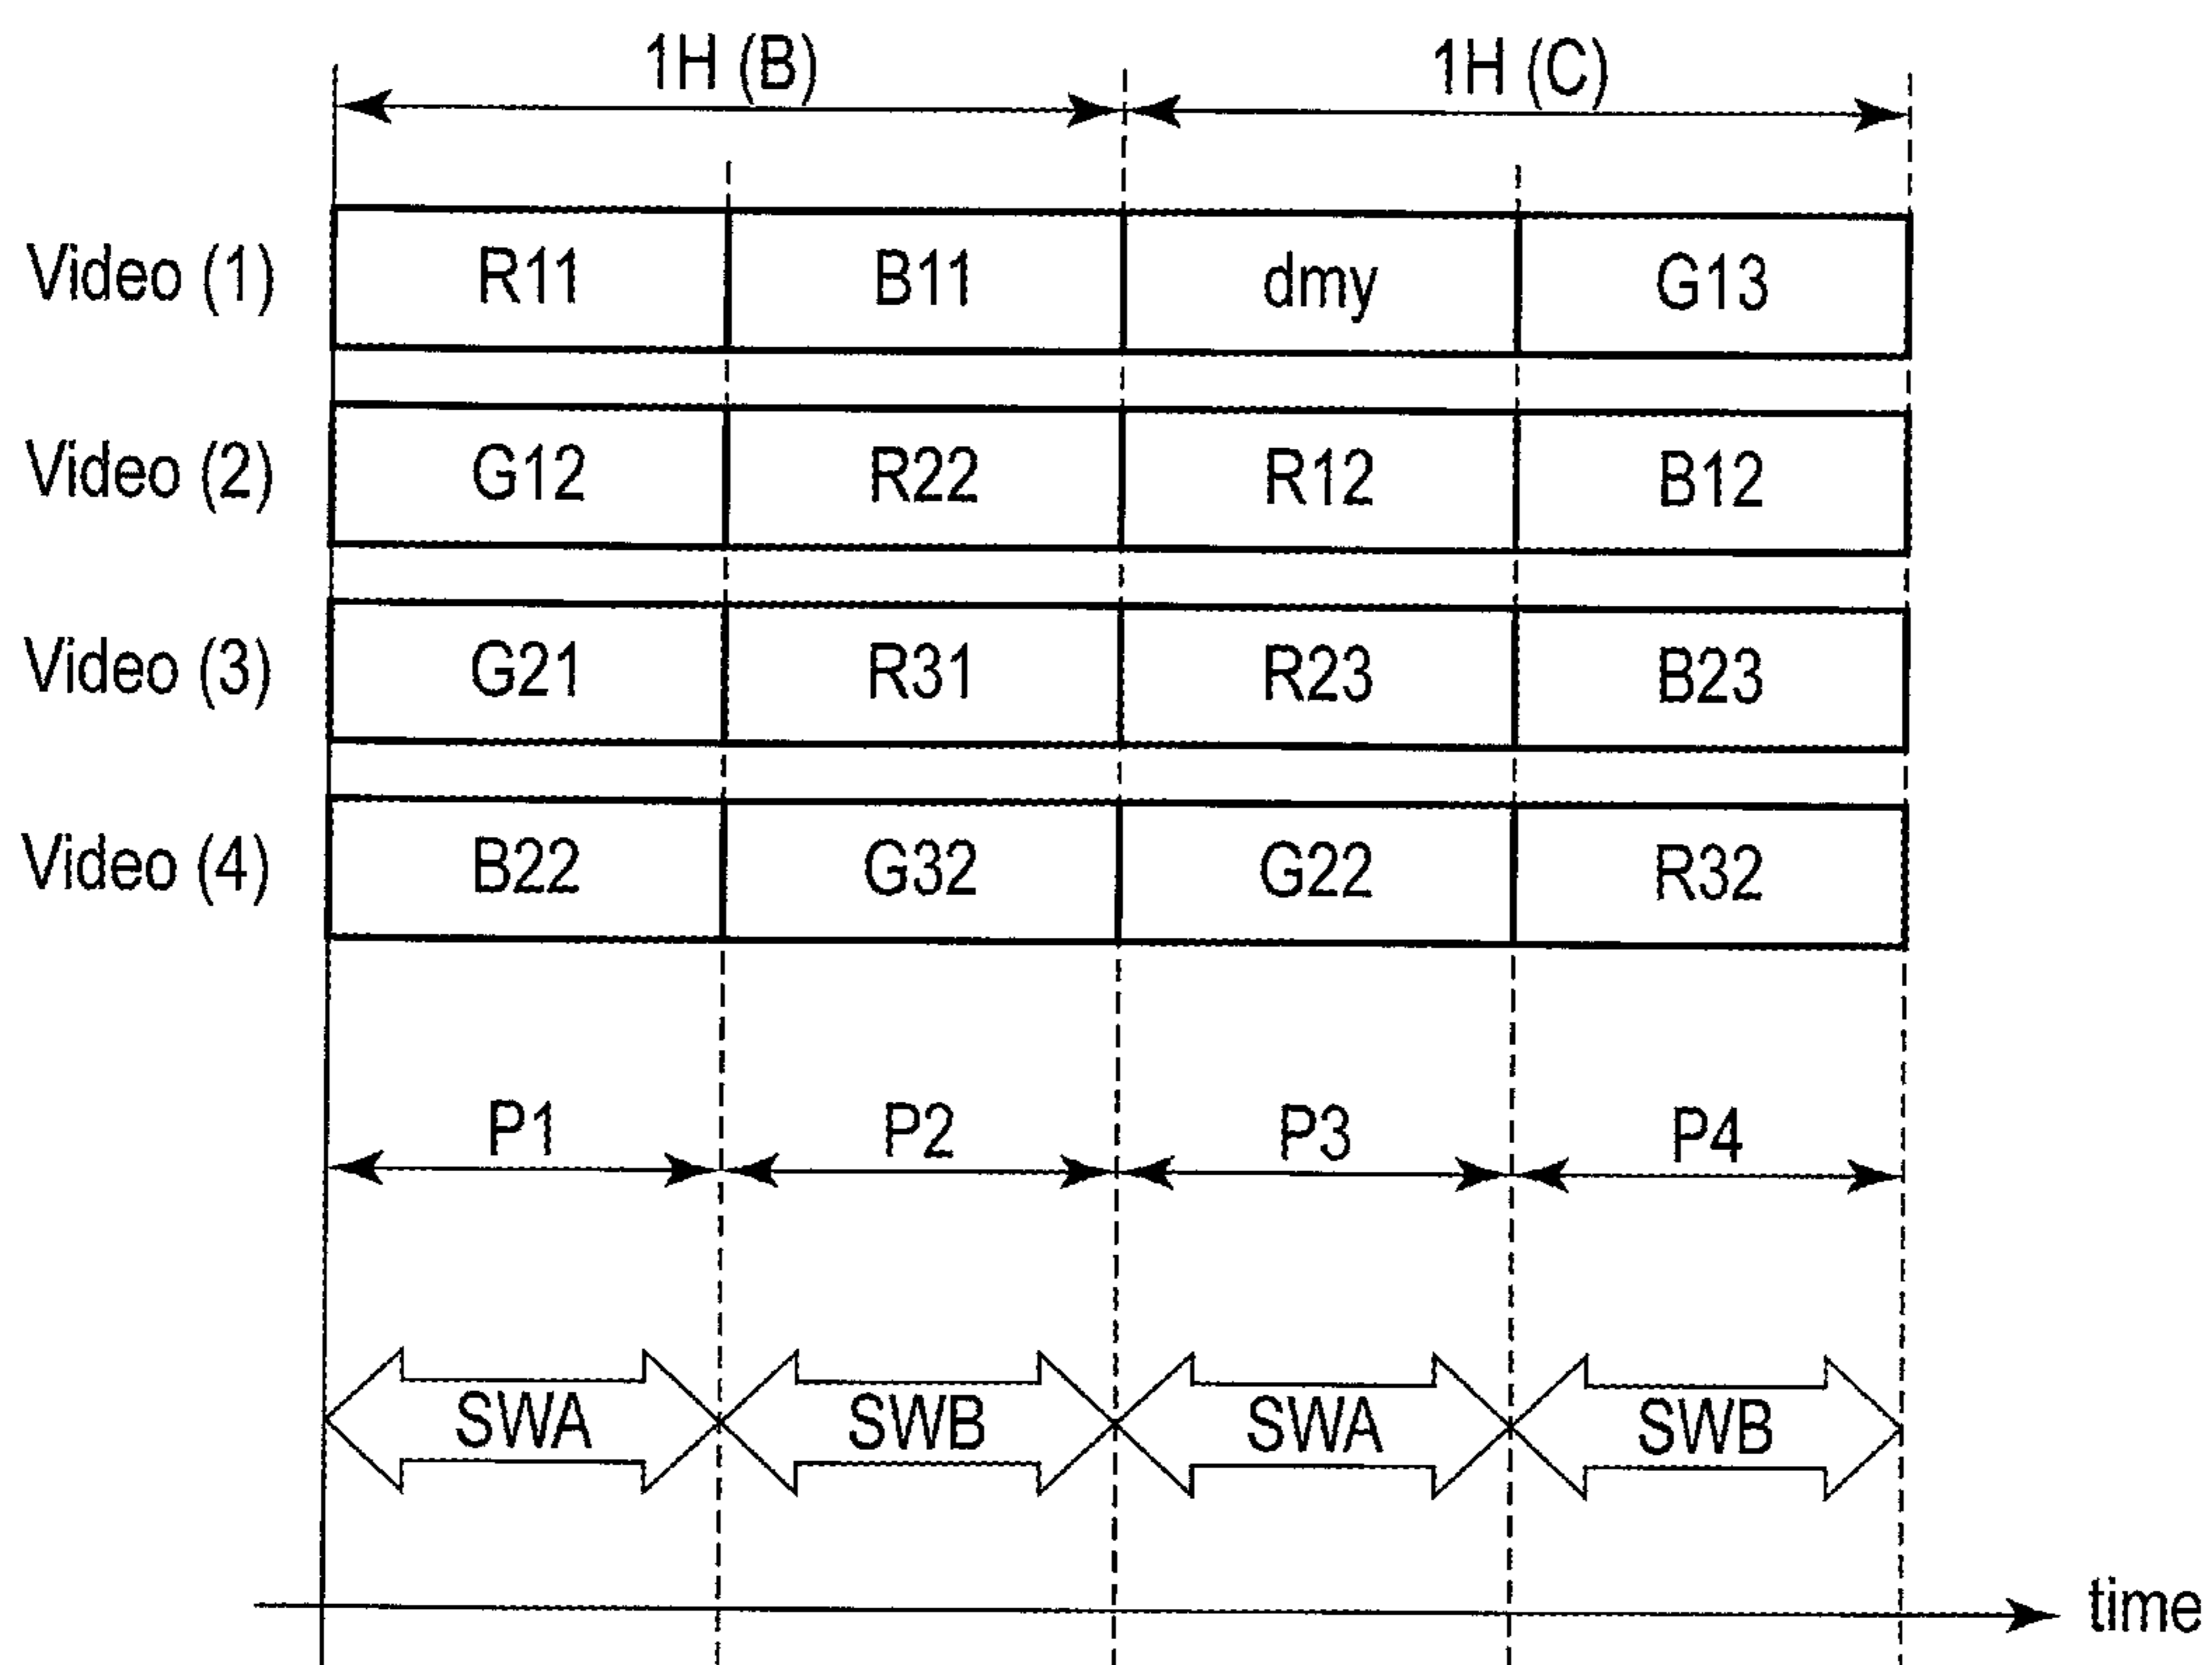 1H (B) 1H (C)
Video (1) R11 B11 dmy G13
Video (2) G12 R22 R12 B12
Video (3) G21 R31 R23 B23
Video (4) B22 G32 G22 R32
P1 P2 P3 P4
SWA SWB SWA SWB
time